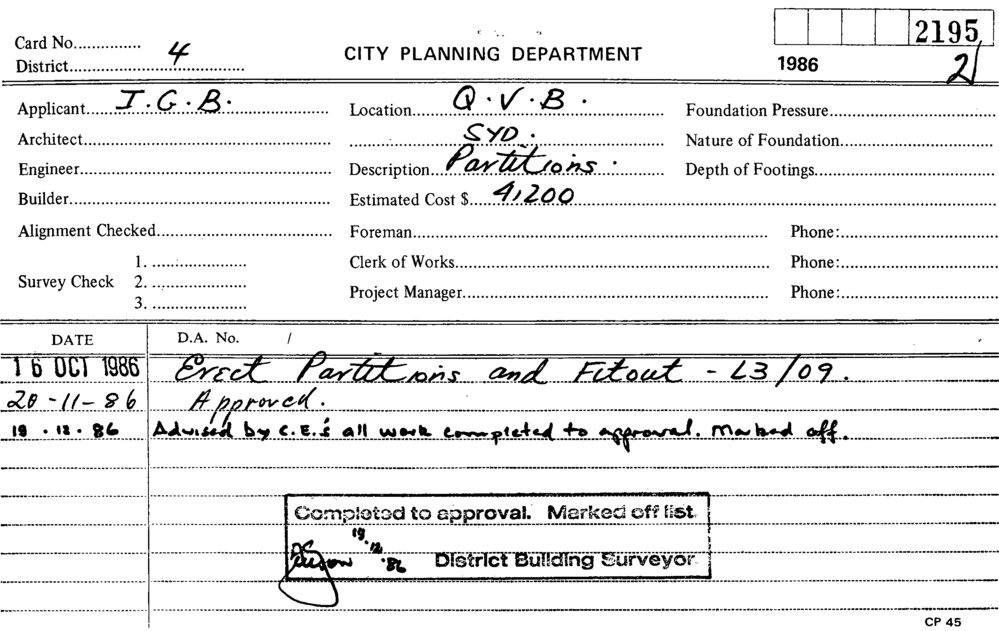 2195
Card No............... 
District 4
CITY PLANNING DEPARTMENT
1986
2
Applicant I.G.B. Location Q.V.B. Foundation Pressure
Architect SYD. Nature of Foundation
Engineer Description Partitions. Depth of Footings
Builder Estimated Cost $ 41200
Alignment Checked Foreman Phone:
1. Clerk of Works Phone:
Survey Check 2.
Project Manager Phone:
3.
DATE D.A. No. /
16 OCT 1986 Erect Partitions and Fitout - L3/09.
20-11-86 Approved.
19.12.86 Advised by C.E.'s all work completed to approval. Marked off.
Completed to approval. Marked off list.
19.12.86 District Building Surveyor
CP 45